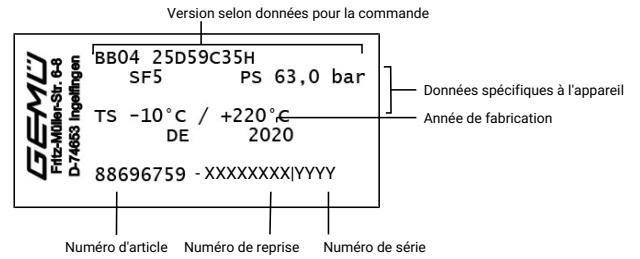 Version selon données pour la commande
GEMÜ
Fritz-Müller-Str. 6-8
D-74653 Ingelfingen
BB04 25D59C35H
SF5 PS 63,0 bar
Données spécifiques à l'appareil
TS -10°C / +220°C
Année de fabrication
DE 2020
88696759 - XXXXXXXX|YYYY
Numéro d'article Numéro de reprise Numéro de série